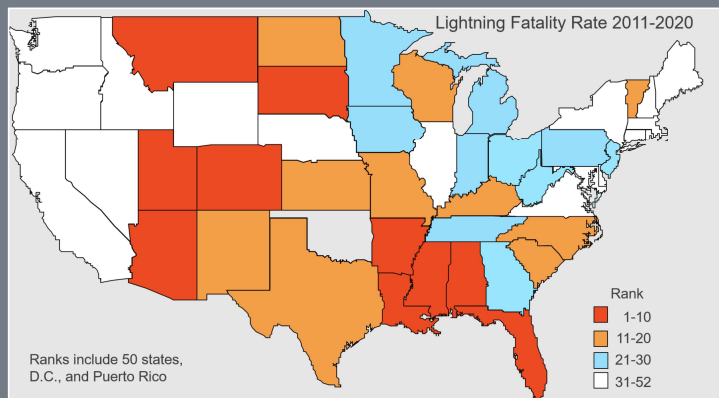 Lightning Fatality Rate 2011-2020
Rank
1-10
11-20
21-30
31-52
Ranks include 50 states,
D.C., and Puerto Rico